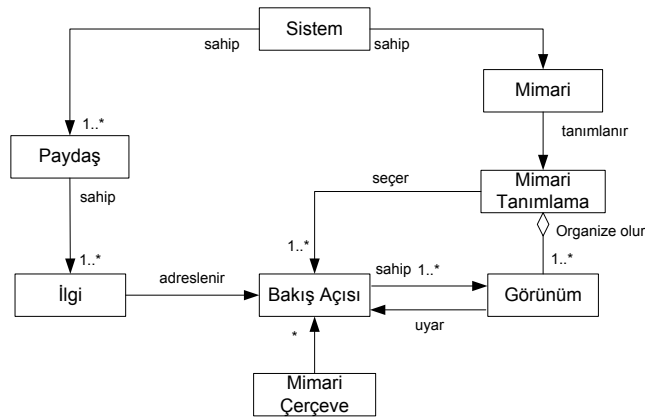 Sistem
sahip
sahip
Mimari
1..*
tanımlanır
Paydaş
seçer
Mimari
Tanımlama
sahip
Organize olur
1..*
1..*
1..*
adreslenir
sahip
1..*
İlgi
Bakış Açısı
Görünüm
uyar
*
Mimari
Çerçeve